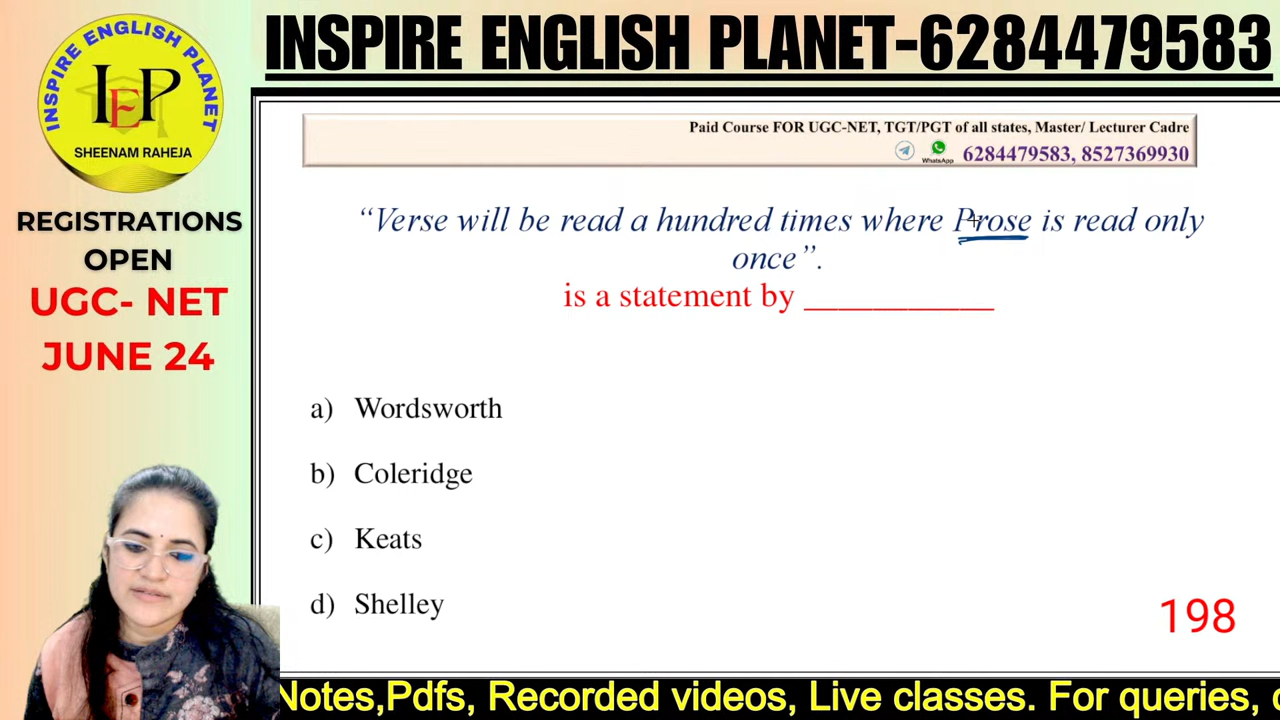 INSPIRE ENGLISH PLANET-6284479583
INSPIRE ENGLISH PLANET
IEP
SHEENAM RAHEJA
REGISTRATIONS
OPEN
UGC- NET
JUNE 24
Paid Course FOR UGC-NET, TGT/PGT of all states, Master/ Lecturer Cadre
WhatsApp 6284479583, 8527369930
“Verse will be read a hundred times where Prose is read only
once”.
is a statement by ____________
a) Wordsworth
b) Coleridge
c) Keats
d) Shelley
198
Notes,Pdfs, Recorded videos, Live classes. For queries,